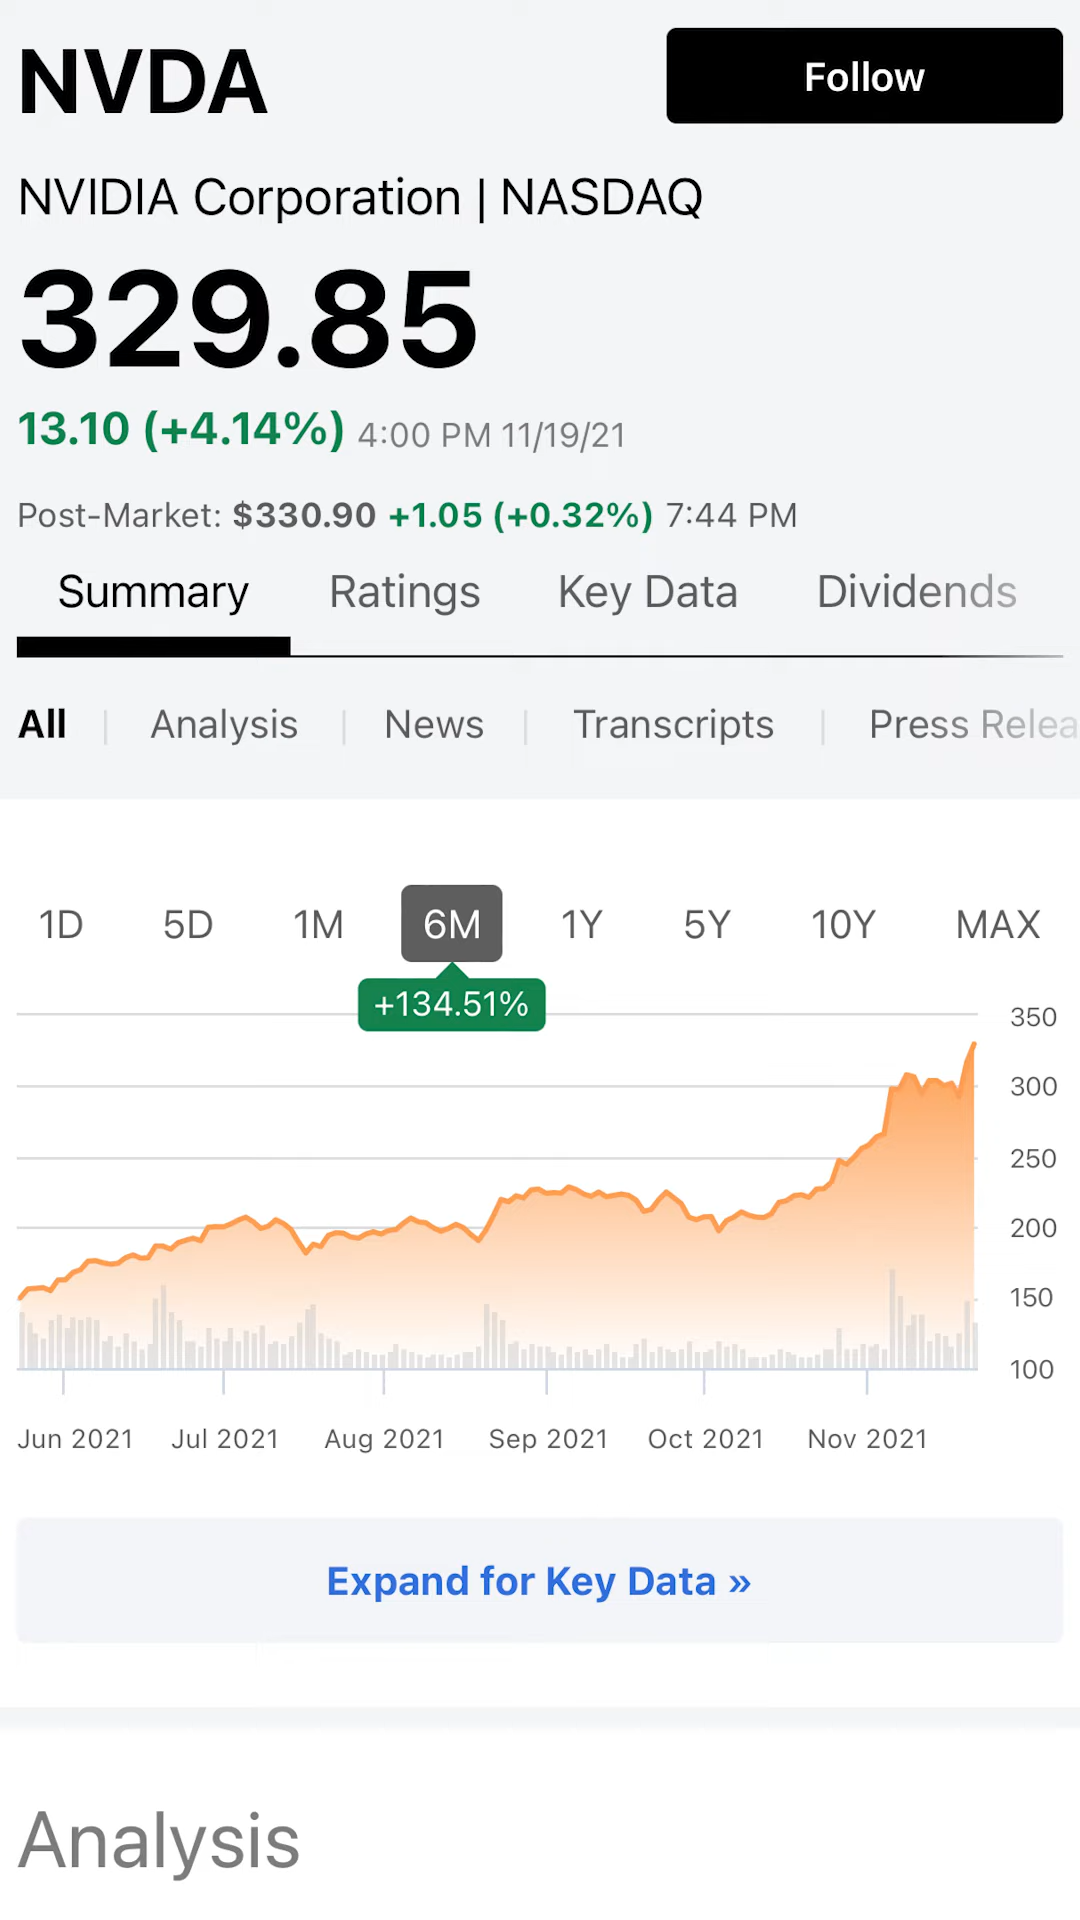 NVDA
Follow
NVIDIA Corporation | NASDAQ
329.85
13.10 (+4.14%) 4:00 PM 11/19/21
Post-Market: $330.90 +1.05 (+0.32%) 7:44 PM
Summary Ratings Key Data Dividends
All | Analysis | News | Transcripts | Press Relea
1D 5D 1M 6M 1Y 5Y 10Y MAX
+134.51%
350
300
250
200
150
100
Jun 2021 Jul 2021 Aug 2021 Sep 2021 Oct 2021 Nov 2021
Expand for Key Data »
Analysis